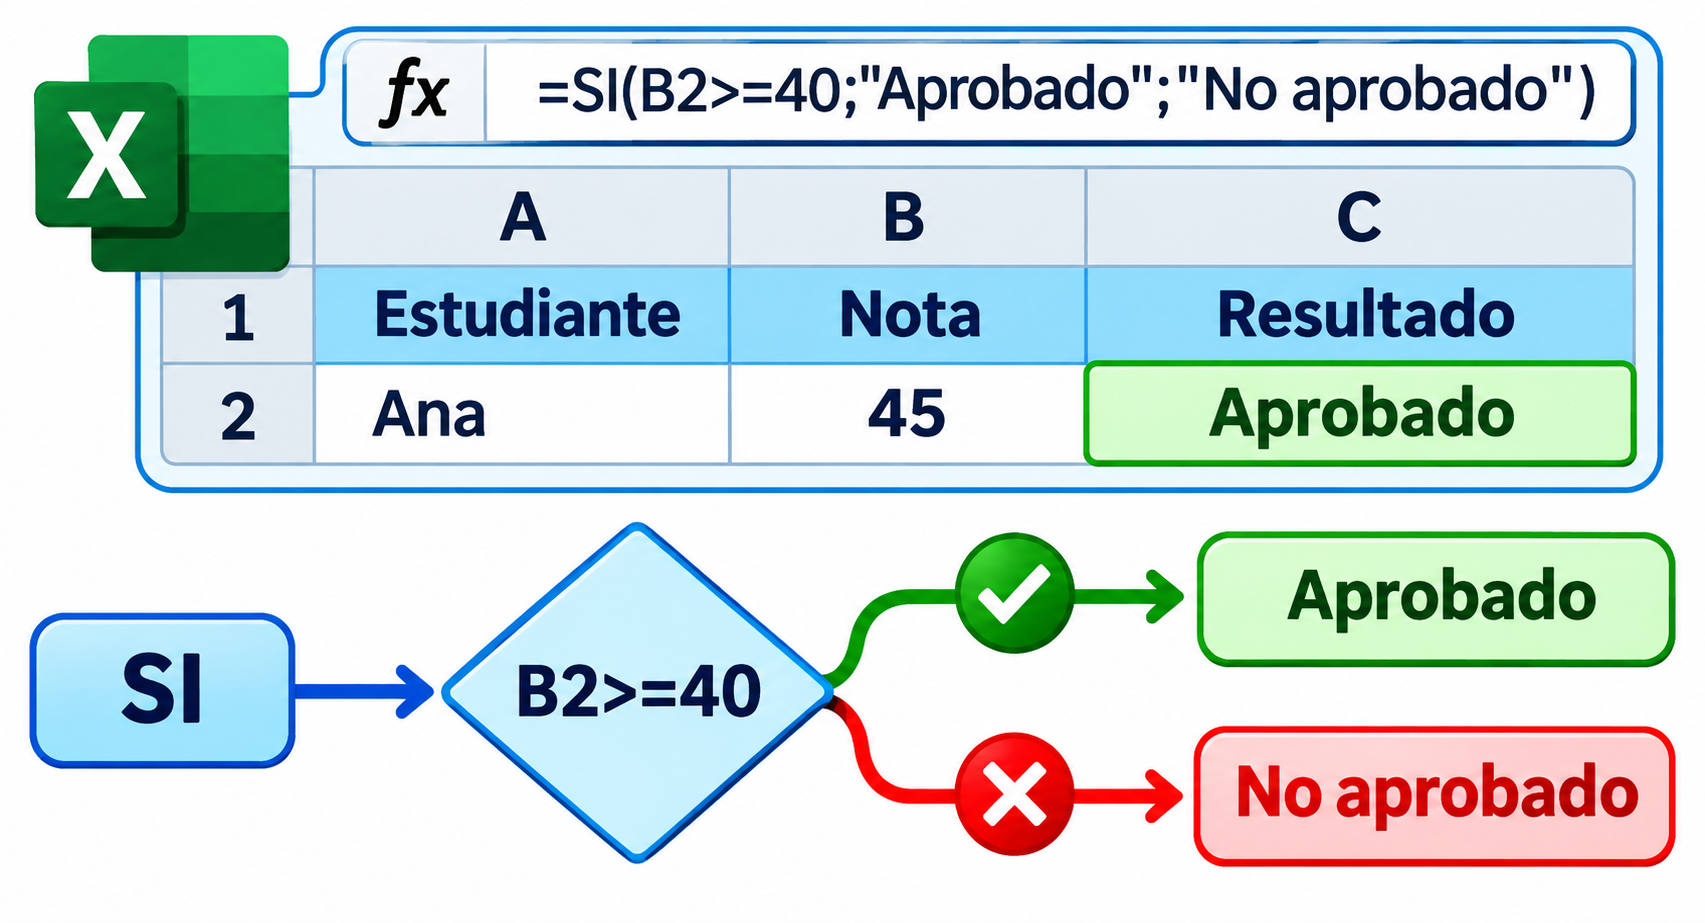 X
fx =SI(B2>=40;"Aprobado";"No aprobado")
A B C
1 Estudiante Nota Resultado
2 Ana 45 Aprobado
SI
B2>=40
Aprobado
No aprobado